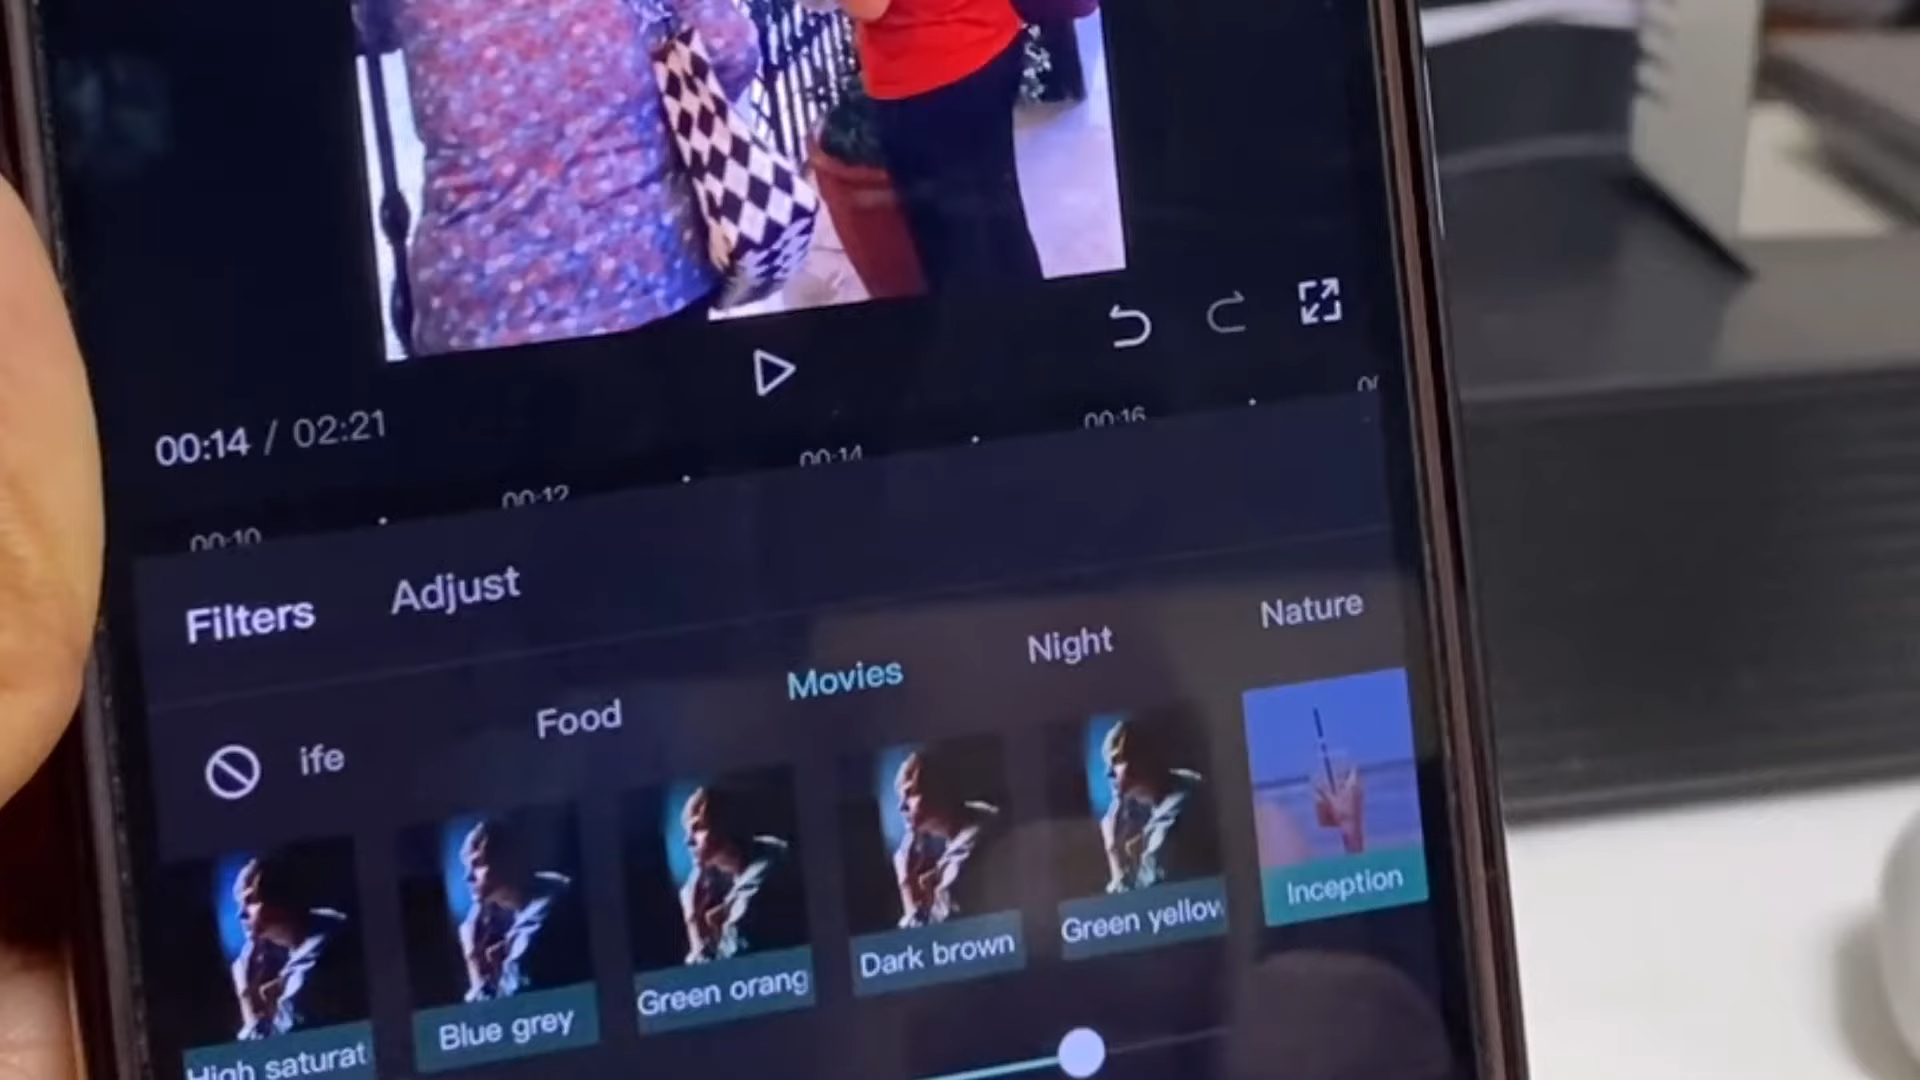 00:14 / 02:21
00:10 00:12 00:14 00:16
Filters Adjust
ife Food Movies Night Nature
High saturat Blue grey Green orang Dark brown Green yellow Inception